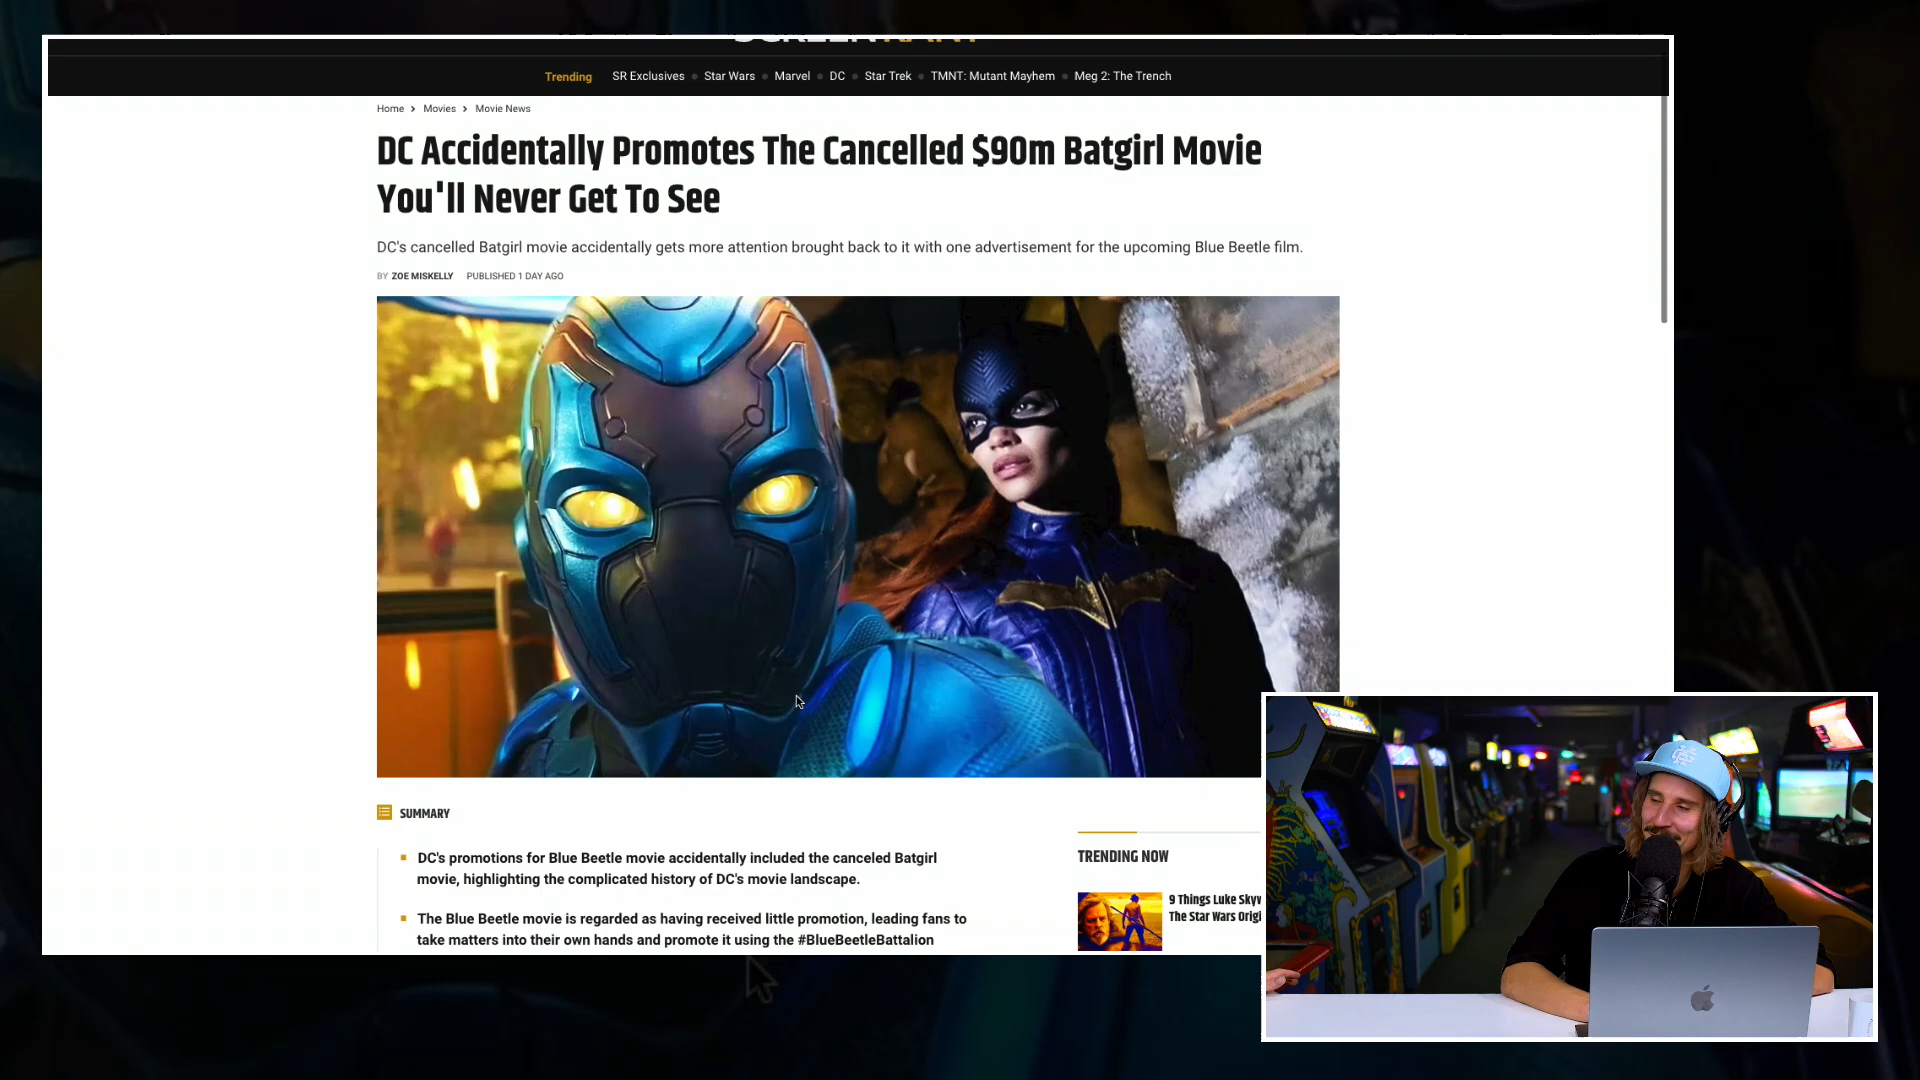 SCREENRANT
Trending SR Exclusives Star Wars Marvel DC Star Trek TMNT: Mutant Mayhem Meg 2: The Trench
Home > Movies > Movie News
DC Accidentally Promotes The Cancelled $90m Batgirl Movie
You'll Never Get To See
DC's cancelled Batgirl movie accidentally gets more attention brought back to it with one advertisement for the upcoming Blue Beetle film.
BY ZOE MISKELLY PUBLISHED 1 DAY AGO
SUMMARY
DC's promotions for Blue Beetle movie accidentally included the canceled Batgirl
movie, highlighting the complicated history of DC's movie landscape.
The Blue Beetle movie is regarded as having received little promotion, leading fans to
take matters into their own hands and promote it using the #BlueBeetleBattalion
TRENDING NOW
9 Things Luke
The Star Wars